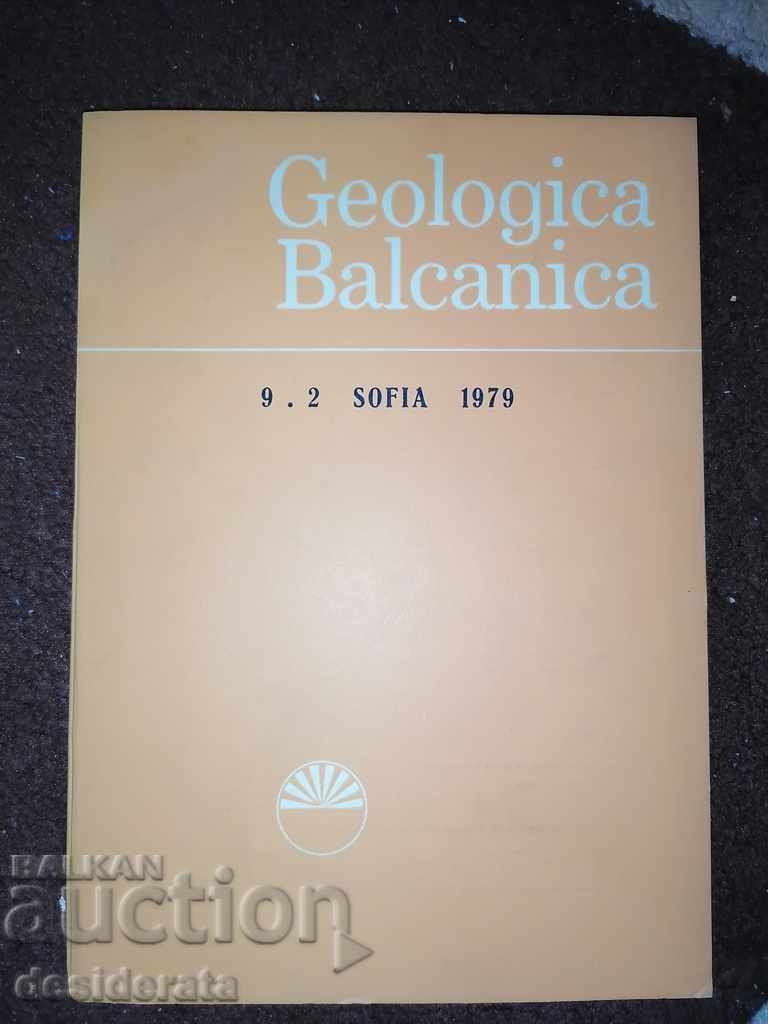 Geologica
Balcanica
9 . 2 SOFIA 1979
BALKAN
auction
desiderata